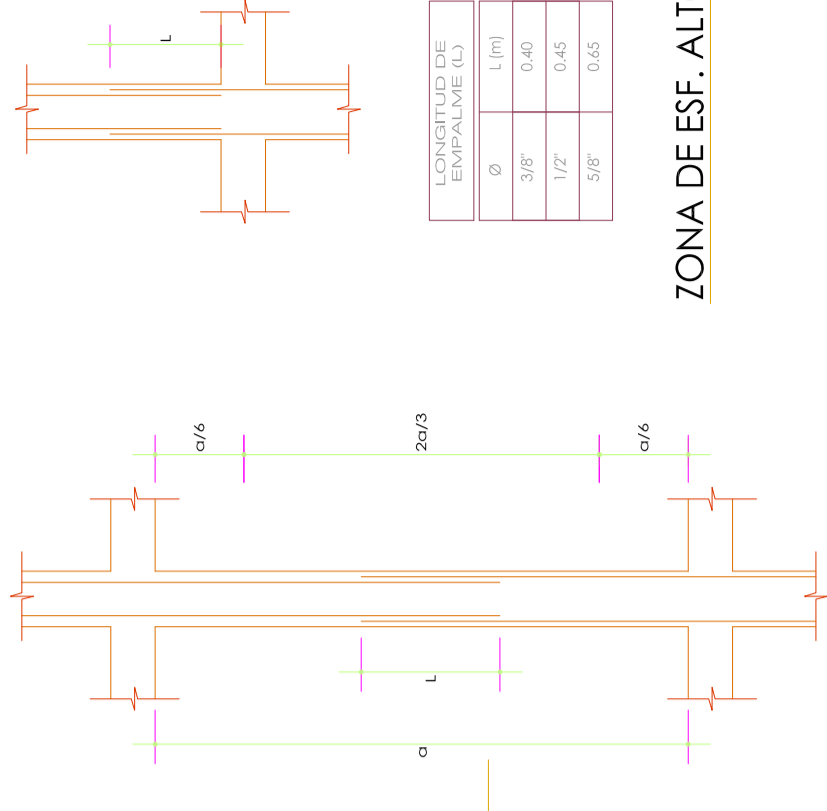 L
LONGITUD DE
EMPALME (L)
Ø L (m)
3/8" 0.40
1/2" 0.45
5/8" 0.65
a/6
2a/3
a/6
L
a
ZONA DE ESF.